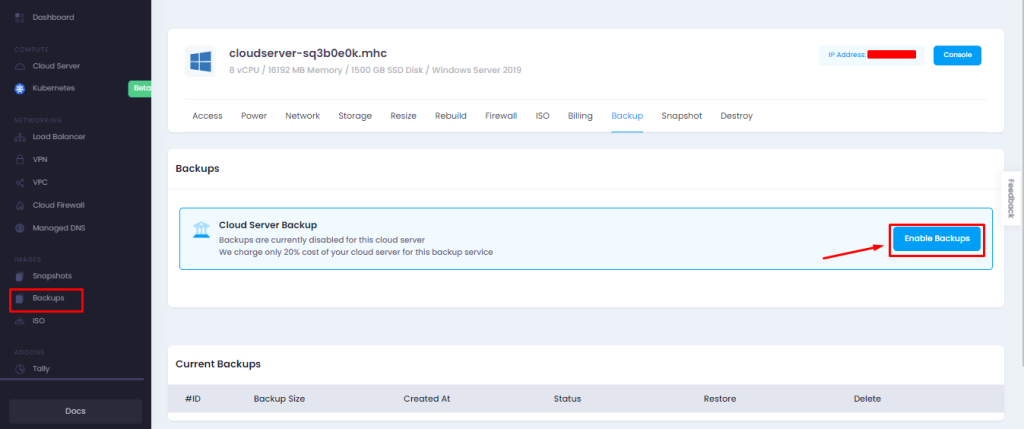 Dashboard
COMPUTE
Cloud Server
Kubernetes
Beta
NETWORKING
Load Balancer
VPN
VPC
Cloud Firewall
Managed DNS
IMAGES
Snapshots
Backups
ISO
ADDONS
Tally
Docs
cloudserver-sq3b0e0k.mhc
8 vCPU / 16192 MB Memory / 1500 GB SSD Disk / Windows Server 2019
IP Address:
Console
Access Power Network Storage Resize Rebuild Firewall ISO Billing Backup Snapshot Destroy
Backups
Cloud Server Backup
Backups are currently disabled for this cloud server
We charge only 20% cost of your cloud server for this backup service
Enable Backups
Current Backups
#ID Backup Size Created At Status Restore Delete
Feedback